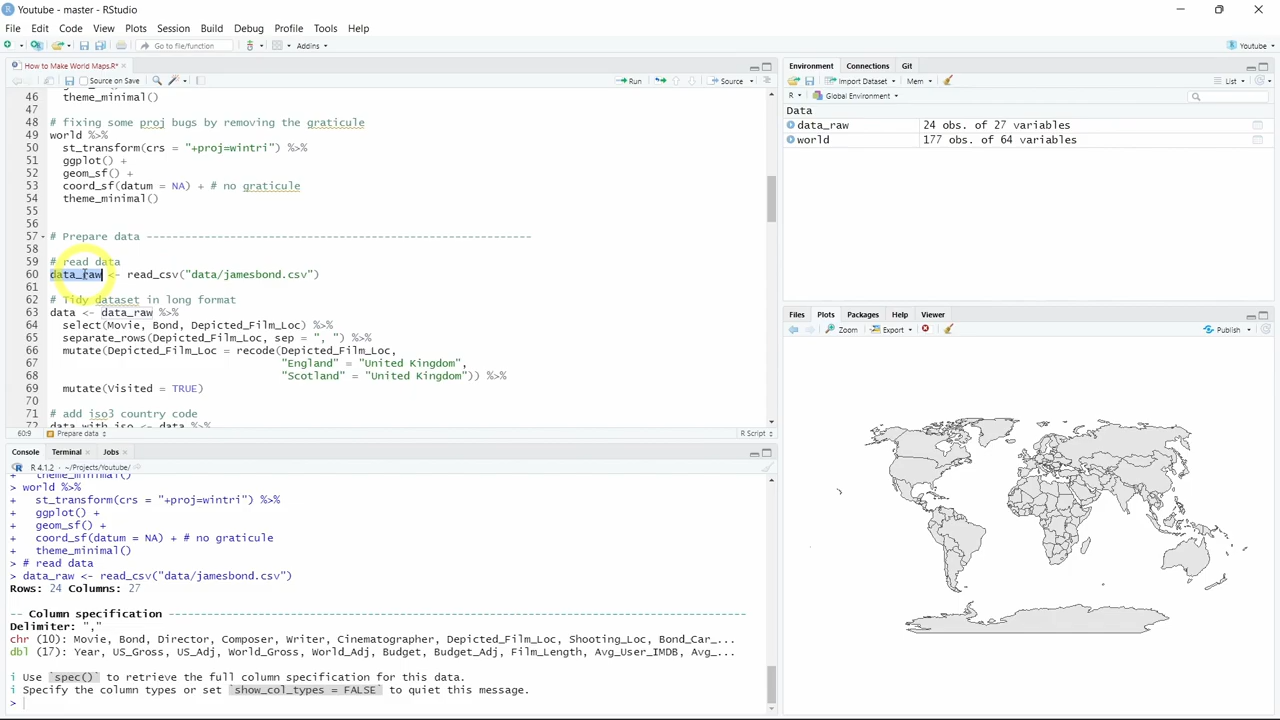 Youtube - master - RStudio
File Edit Code View Plots Session Build Debug Profile Tools Help
Go to file/function Addins Youtube
How to Make World Maps.R*
Source on Save Run Source
46 theme_minimal()
47
48 # fixing some proj bugs by removing the graticule
49 world %>%
50 st_transform(crs = "+proj=wintri") %>%
51 ggplot() +
52 geom_sf() +
53 coord_sf(datum = NA) + # no graticule
54 theme_minimal()
55
56
57 # Prepare data ------------------------------------------------------------
58
59 # read data
60 data_raw <- read_csv("data/jamesbond.csv")
61
62 # Tidy dataset in long format
63 data <- data_raw %>%
64 select(Movie, Bond, Depicted_Film_Loc) %>%
65 separate_rows(Depicted_Film_Loc, sep = ", ") %>%
66 mutate(Depicted_Film_Loc = recode(Depicted_Film_Loc,
67 "England" = "United Kingdom",
68 "Scotland" = "United Kingdom")) %>%
69 mutate(Visited = TRUE)
70
71 # add iso3 country code
72 data_with_iso <- data %>%
60:9 Prepare data R Script
Console Terminal Jobs
R 4.1.2 · ~/Projects/Youtube/
+ theme_minimal()
> world %>%
+ st_transform(crs = "+proj=wintri") %>%
+ ggplot() +
+ geom_sf() +
+ coord_sf(datum = NA) + # no graticule
+ theme_minimal()
> # read data
> data_raw <- read_csv("data/jamesbond.csv")
Rows: 24 Columns: 27
-- Column specification ------------------------------------------------------------
Delimiter: ","
chr (10): Movie, Bond, Director, Composer, Writer, Cinematographer, Depicted_Film_Loc, Shooting_Loc, Bond_Car_...
dbl (17): Year, US_Gross, US_Adj, World_Gross, World_Adj, Budget, Budget_Adj, Film_Length, Avg_User_IMDB, Avg_...
i Use `spec()` to retrieve the full column specification for this data.
i Specify the column types or set `show_col_types = FALSE` to quiet this message.
>
Environment Connections Git
Import Dataset Mem List
R Global Environment
Data
data_raw 24 obs. of 27 variables
world 177 obs. of 64 variables
Files Plots Packages Help Viewer
Zoom Export Publish